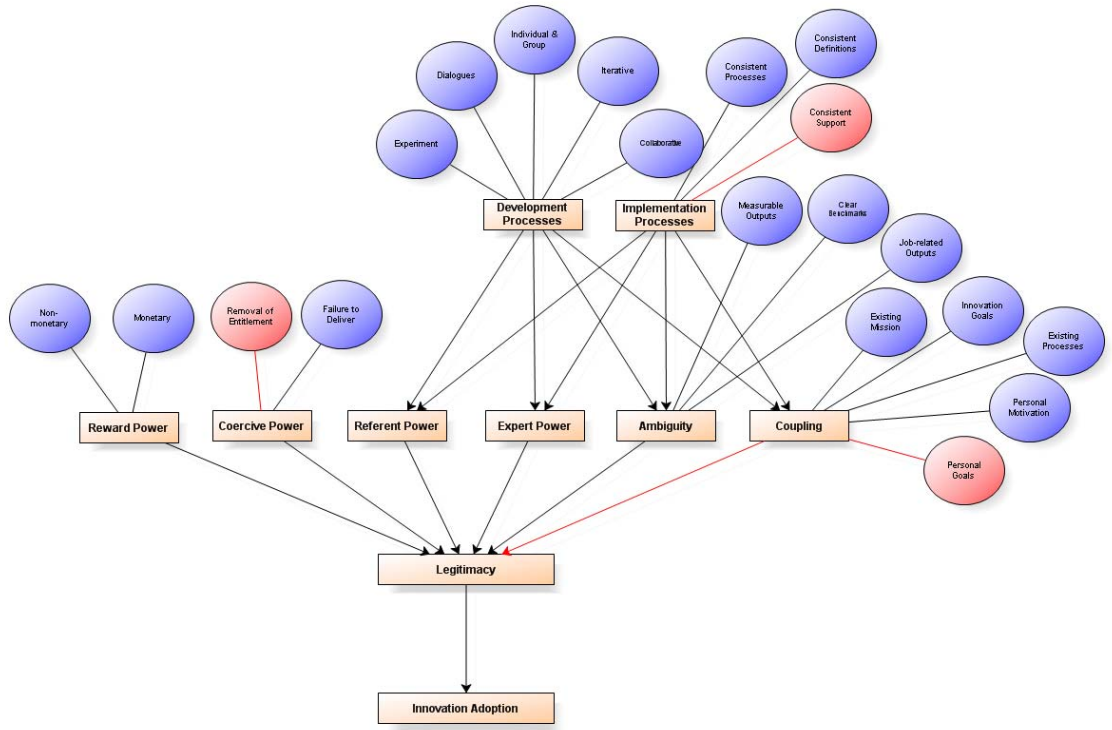 Individual &
Group
Consistent
Definitions
Dialogues
Iterative
Consistent
Processes
Consistent
Support
Experiment
Collaborative
Development
Processes
Implementation
Processes
Measurable
Outputs
Clear
Benchmarks
Job-related
Outputs
Non-
monetary
Monetary
Removal of
Entitlement
Failure to
Deliver
Existing
Mission
Innovation
Goals
Existing
Processes
Personal
Motivation
Reward Power
Coercive Power
Referent Power
Expert Power
Ambiguity
Coupling
Personal
Goals
Legitimacy
Innovation Adoption